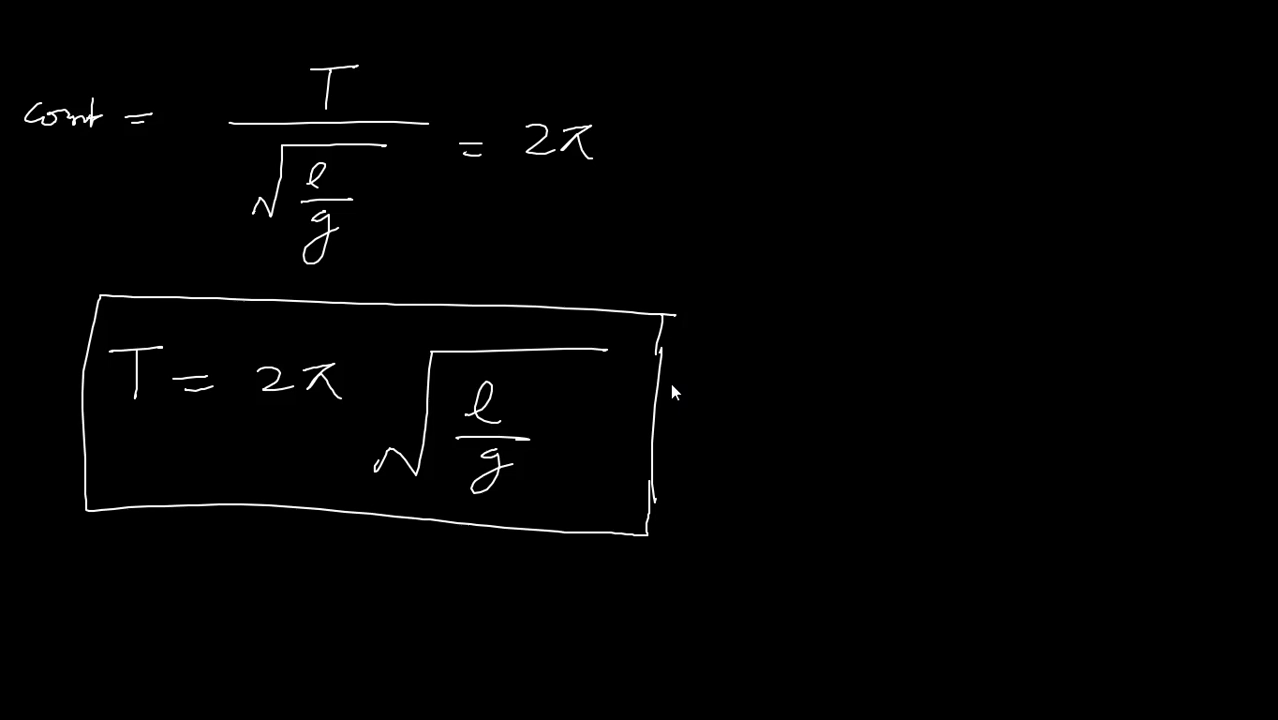 const = T / √(l/g) = 2π
T = 2π √(l/g)